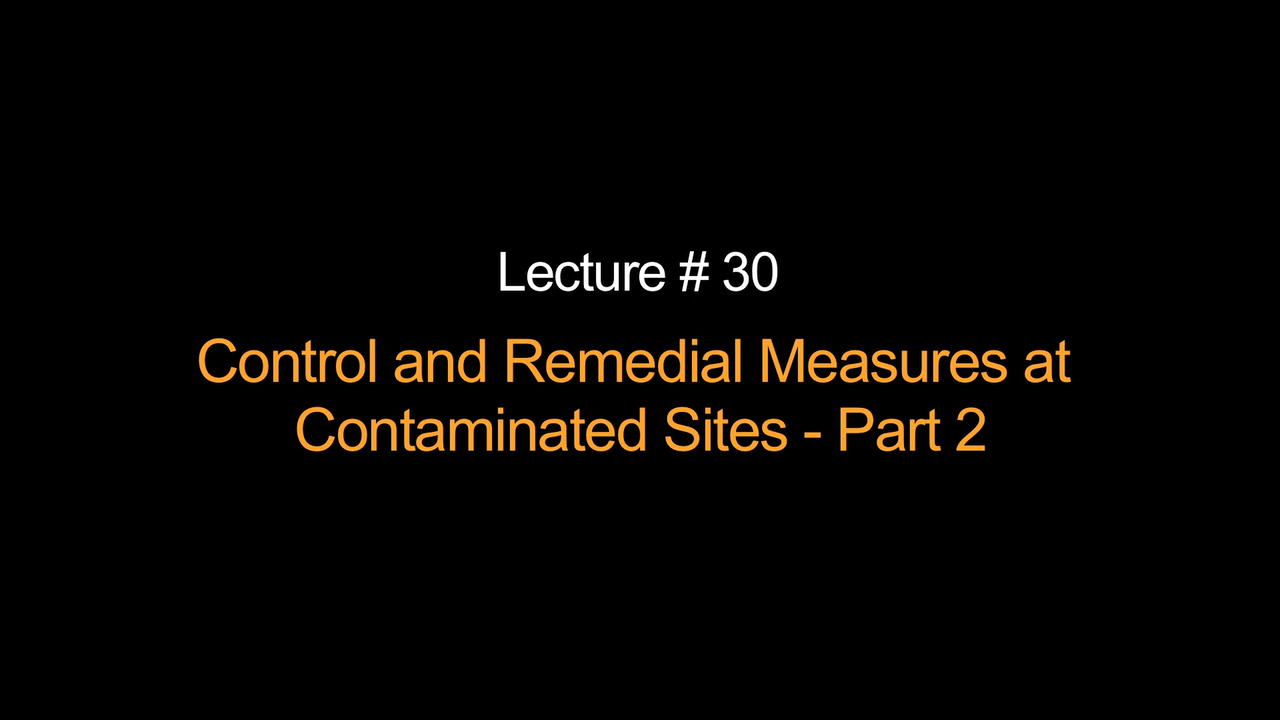 Lecture # 30
Control and Remedial Measures at
Contaminated Sites - Part 2